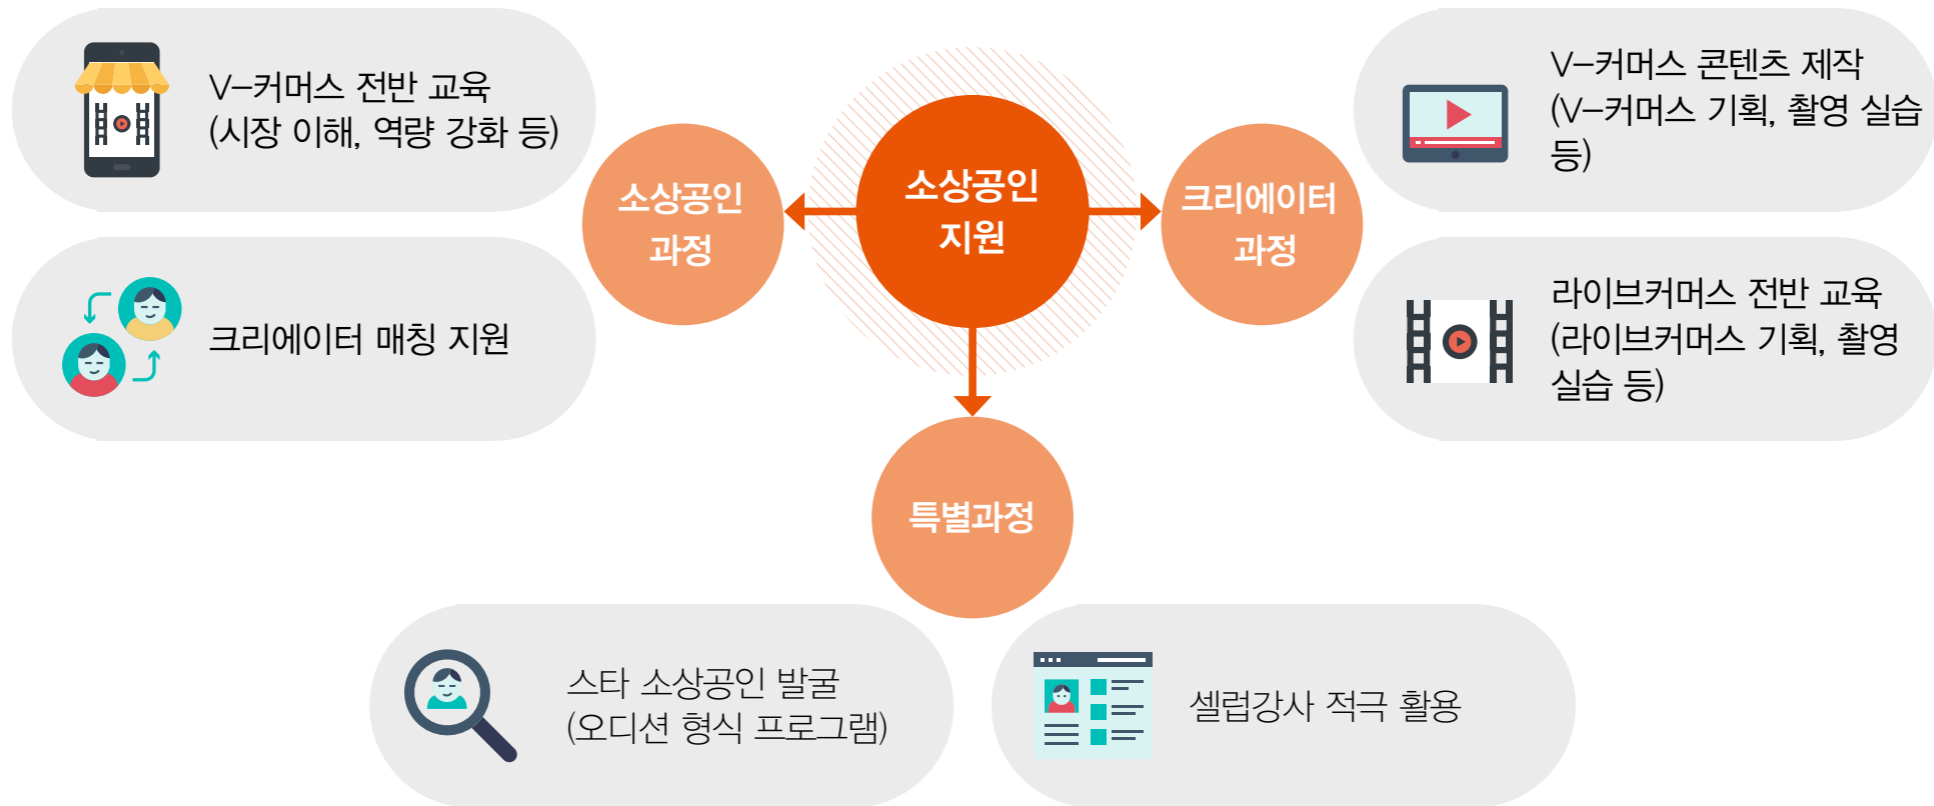 V-커머스 전반 교육
(시장 이해, 역량 강화 등)
크리에이터 매칭 지원
소상공인
과정
소상공인
지원
크리에이터
과정
V-커머스 콘텐츠 제작
(V-커머스 기획, 촬영 실습
등)
라이브커머스 전반 교육
(라이브커머스 기획, 촬영
실습 등)
특별과정
스타 소상공인 발굴
(오디션 형식 프로그램)
셀럽강사 적극 활용